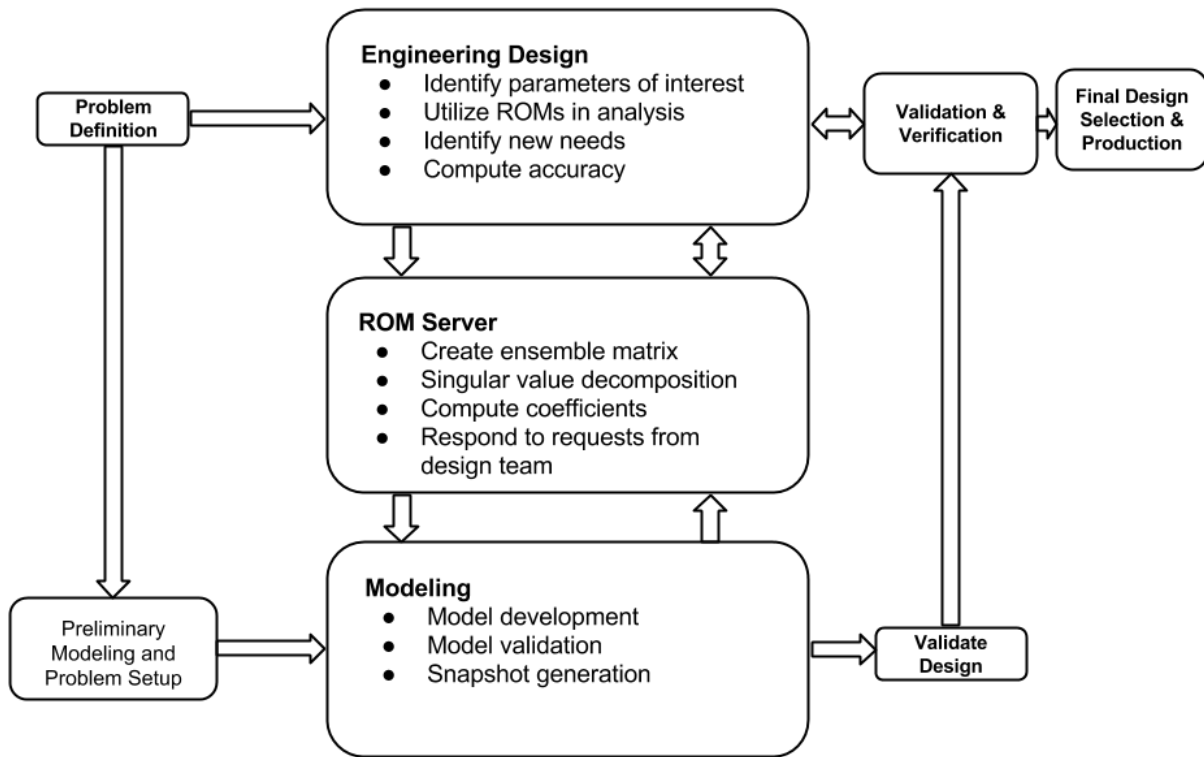 Problem
Definition
Engineering Design
● Identify parameters of interest
● Utilize ROMs in analysis
● Identify new needs
● Compute accuracy
Validation &
Verification
Final Design
Selection &
Production
ROM Server
● Create ensemble matrix
● Singular value decomposition
● Compute coefficients
● Respond to requests from
design team
Preliminary
Modeling and
Problem Setup
Modeling
● Model development
● Model validation
● Snapshot generation
Validate
Design